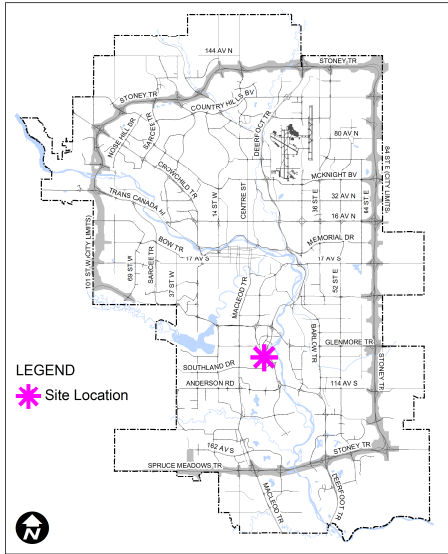 144 AV N
STONEY TR
STONEY TR
COUNTRY HILLS BV
DEERFOOT TR
NOSE HILL DR
SARCEE TR
80 AV N
84 ST E (CITY LIMITS)
CROWCHILD TR
14 ST W
CENTRE ST
MCKNIGHT BV
36 ST E
32 AV N
44 ST E
16 AV N
TRANS CANADA HI
MEMORIAL DR
BOW TR
17 AV S
17 AV S
101 ST W (CITY LIMITS)
69 ST W
SARCEE TR
37 ST W
MACLEOD TR
52 ST E
BARLOW TR
GLENMORE TR
STONEY TR
SOUTHLAND DR
ANDERSON RD
114 AV S
LEGEND
Site Location
162 AV S
STONEY TR
SPRUCE MEADOWS TR
MACLEOD TR
DEERFOOT TR
N